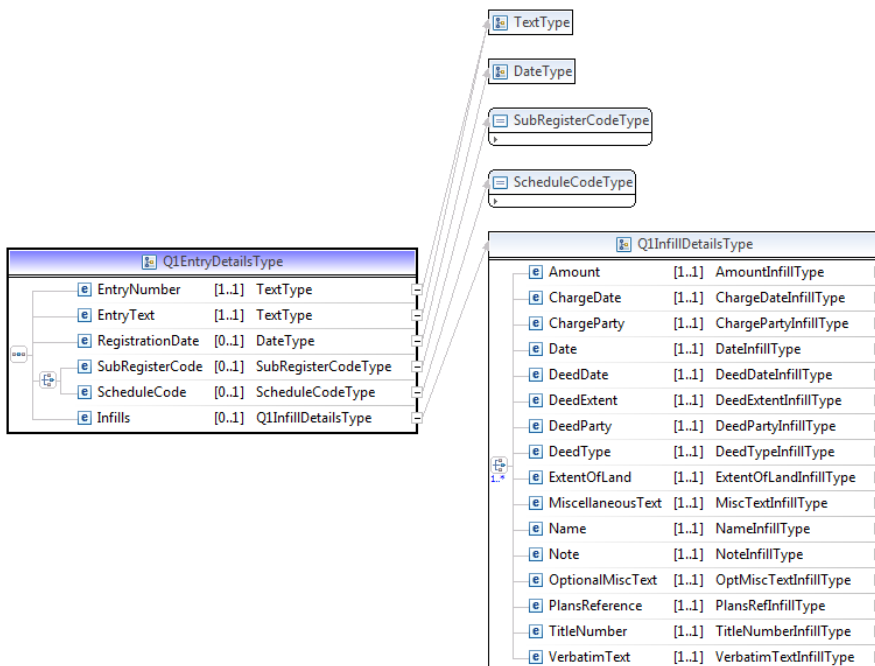 TextType
DateType
SubRegisterCodeType
ScheduleCodeType
Q1EntryDetailsType
e EntryNumber [1..1] TextType
e EntryText [1..1] TextType
e RegistrationDate [0..1] DateType
e SubRegisterCode [0..1] SubRegisterCodeType
e ScheduleCode [0..1] ScheduleCodeType
e Infills [0..1] Q1InfillDetailsType
Q1InfillDetailsType
e Amount [1..1] AmountInfillType
e ChargeDate [1..1] ChargeDateInfillType
e ChargeParty [1..1] ChargePartyInfillType
e Date [1..1] DateInfillType
e DeedDate [1..1] DeedDateInfillType
e DeedExtent [1..1] DeedExtentInfillType
e DeedParty [1..1] DeedPartyInfillType
e DeedType [1..1] DeedTypeInfillType
1..*
e ExtentOfLand [1..1] ExtentOfLandInfillType
e MiscellaneousText [1..1] MiscTextInfillType
e Name [1..1] NameInfillType
e Note [1..1] NoteInfillType
e OptionalMiscText [1..1] OptMiscTextInfillType
e PlansReference [1..1] PlansRefInfillType
e TitleNumber [1..1] TitleNumberInfillType
e VerbatimText [1..1] VerbatimTextInfillType